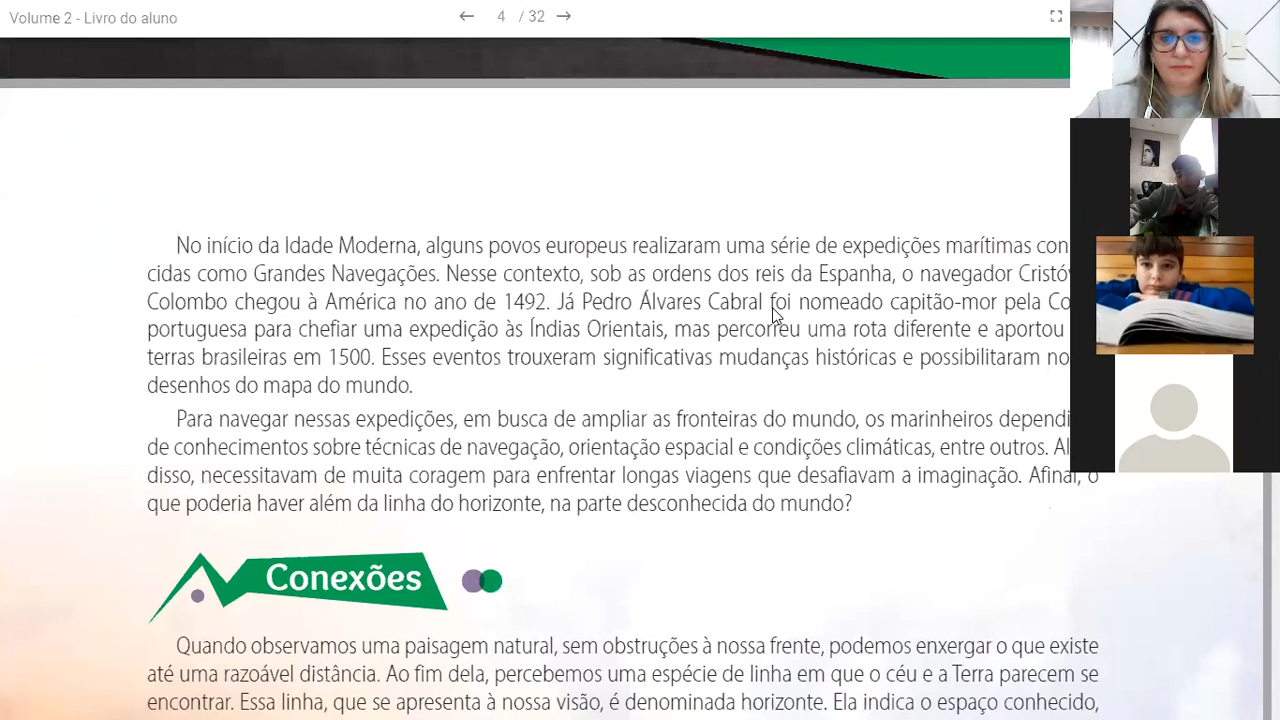 Volume 2 - Livro do aluno
4 / 32
No início da Idade Moderna, alguns povos europeus realizaram uma série de expedições marítimas con
cidas como Grandes Navegações. Nesse contexto, sob as ordens dos reis da Espanha, o navegador Cristóv
Colombo chegou à América no ano de 1492. Já Pedro Álvares Cabral foi nomeado capitão-mor pela Co
portuguesa para chefiar uma expedição às Índias Orientais, mas percorreu uma rota diferente e aportou
terras brasileiras em 1500. Esses eventos trouxeram significativas mudanças históricas e possibilitaram no
desenhos do mapa do mundo.
Para navegar nessas expedições, em busca de ampliar as fronteiras do mundo, os marinheiros dependi
de conhecimentos sobre técnicas de navegação, orientação espacial e condições climáticas, entre outros. Al
disso, necessitavam de muita coragem para enfrentar longas viagens que desafiavam a imaginação. Afinal, o
que poderia haver além da linha do horizonte, na parte desconhecida do mundo?
Conexões
Quando observamos uma paisagem natural, sem obstruções à nossa frente, podemos enxergar o que existe
até uma razoável distância. Ao fim dela, percebemos uma espécie de linha em que o céu e a Terra parecem se
encontrar. Essa linha, que se apresenta à nossa visão, é denominada horizonte. Ela indica o espaço conhecido,